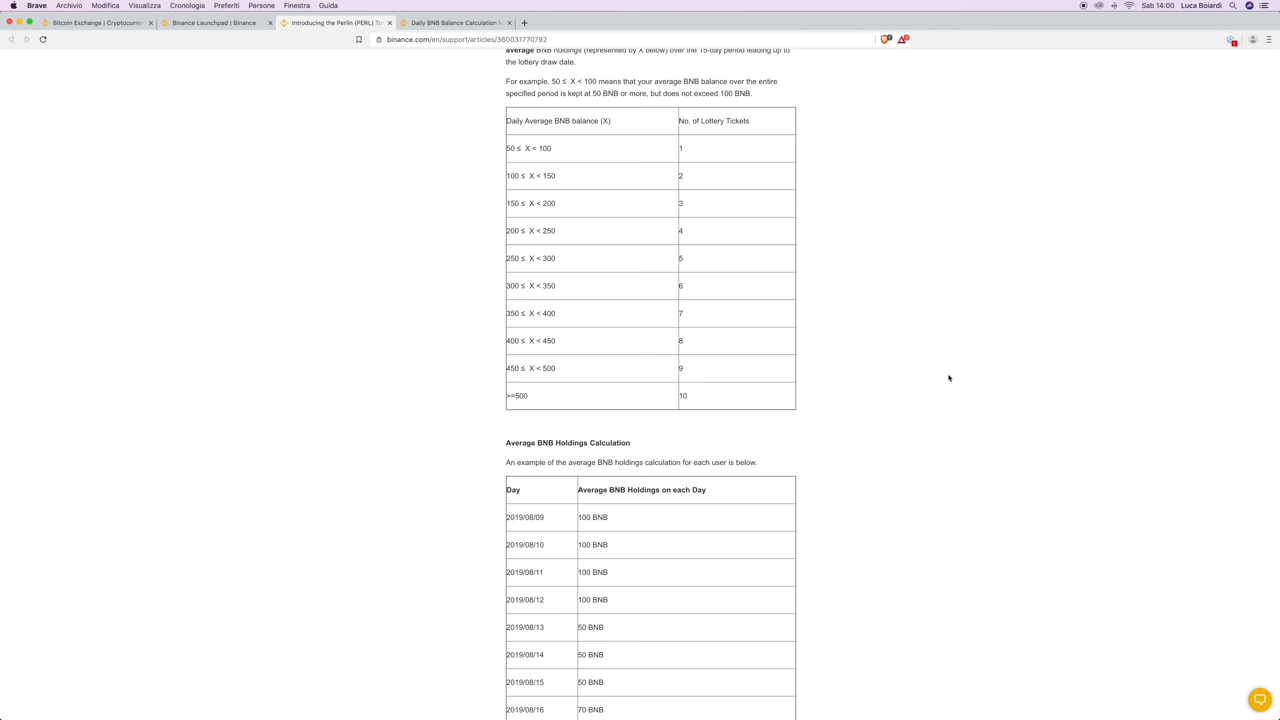 Brave Archivio Modifica Visualizza Cronologia Preferiti Persone Finestra Guida Sab 14:00 Luca Boiardi
Bitcoin Exchange | Cryptocurre Binance Launchpad | Binance Introducing the Perlin (PERL) To Daily BNB Balance Calculation
binance.com/en/support/articles/360031770792
average BNB holdings (represented by X below) over the 15-day period leading up to
the lottery draw date.
For example, 50 ≤ X < 100 means that your average BNB balance over the entire
specified period is kept at 50 BNB or more, but does not exceed 100 BNB.
Daily Average BNB balance (X) No. of Lottery Tickets
50 ≤ X < 100 1
100 ≤ X < 150 2
150 ≤ X < 200 3
200 ≤ X < 250 4
250 ≤ X < 300 5
300 ≤ X < 350 6
350 ≤ X < 400 7
400 ≤ X < 450 8
450 ≤ X < 500 9
>=500 10
Average BNB Holdings Calculation
An example of the average BNB holdings calculation for each user is below.
Day Average BNB Holdings on each Day
2019/08/09 100 BNB
2019/08/10 100 BNB
2019/08/11 100 BNB
2019/08/12 100 BNB
2019/08/13 50 BNB
2019/08/14 50 BNB
2019/08/15 50 BNB
2019/08/16 70 BNB